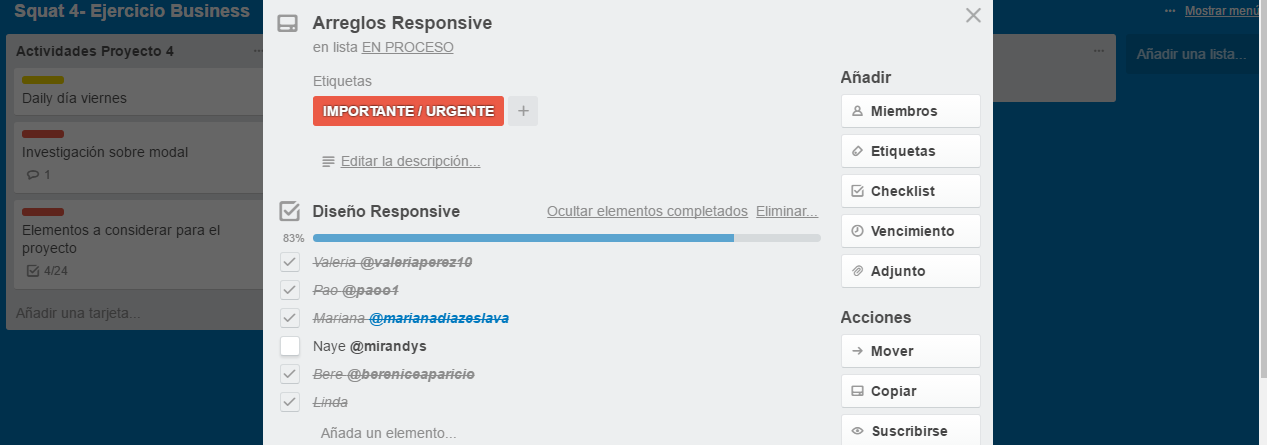 Squat 4- Ejercicio Business
··· Mostrar menú
Actividades Proyecto 4 ···
Daily día viernes
Investigación sobre modal
1
Elementos a considerar para el
proyecto
4/24
Añadir una tarjeta...
Arreglos Responsive
en lista EN PROCESO
Etiquetas
IMPORTANTE / URGENTE +
Editar la descripción...
Diseño Responsive Ocultar elementos completados Eliminar...
83%
Valeria @valeriaperez10
Pao @paoo1
Mariana @marianadiazeslava
Naye @mirandys
Bere @bereniceaparicio
Linda
Añada un elemento...
Añadir
Miembros
Etiquetas
Checklist
Vencimiento
Adjunto
Acciones
Mover
Copiar
Suscribirse
···
Añadir una lista...